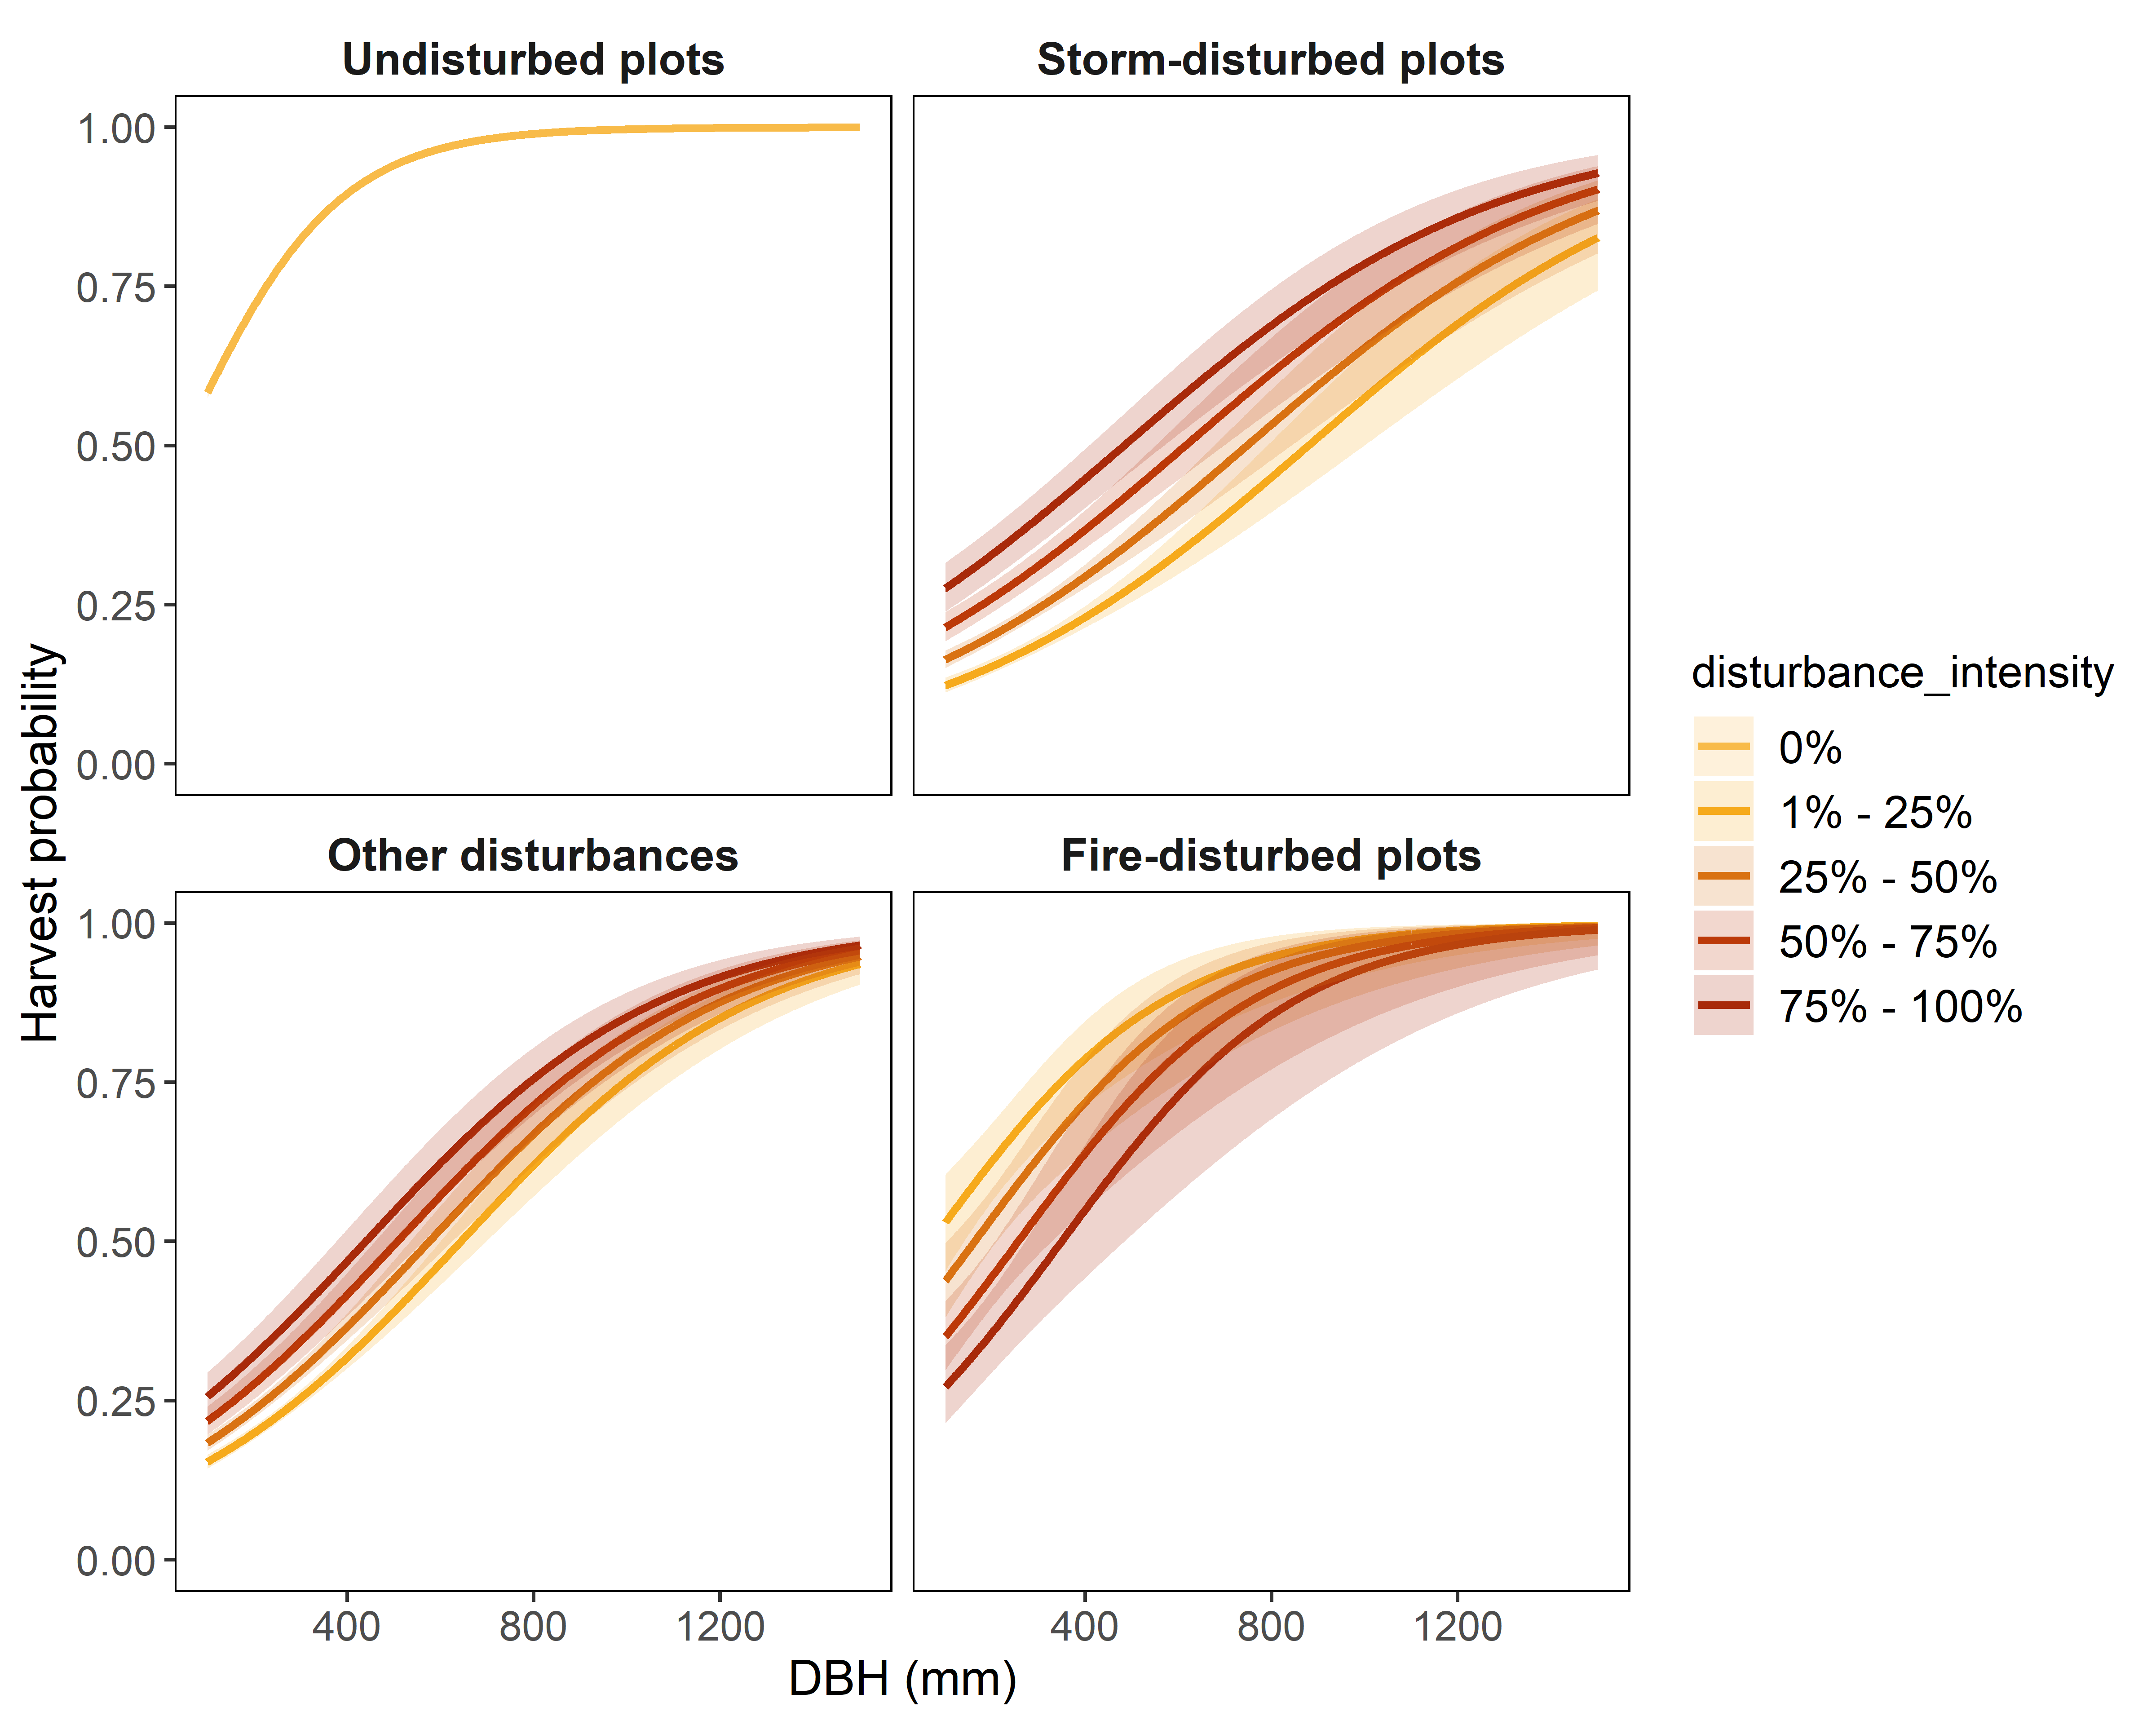 Undisturbed plots
Storm-disturbed plots
1.00
0.75
0.50
0.25
0.00
Harvest probability
Other disturbances
Fire-disturbed plots
1.00
0.75
0.50
0.25
0.00
400 800 1200
400 800 1200
DBH (mm)
disturbance_intensity
0%
1% - 25%
25% - 50%
50% - 75%
75% - 100%